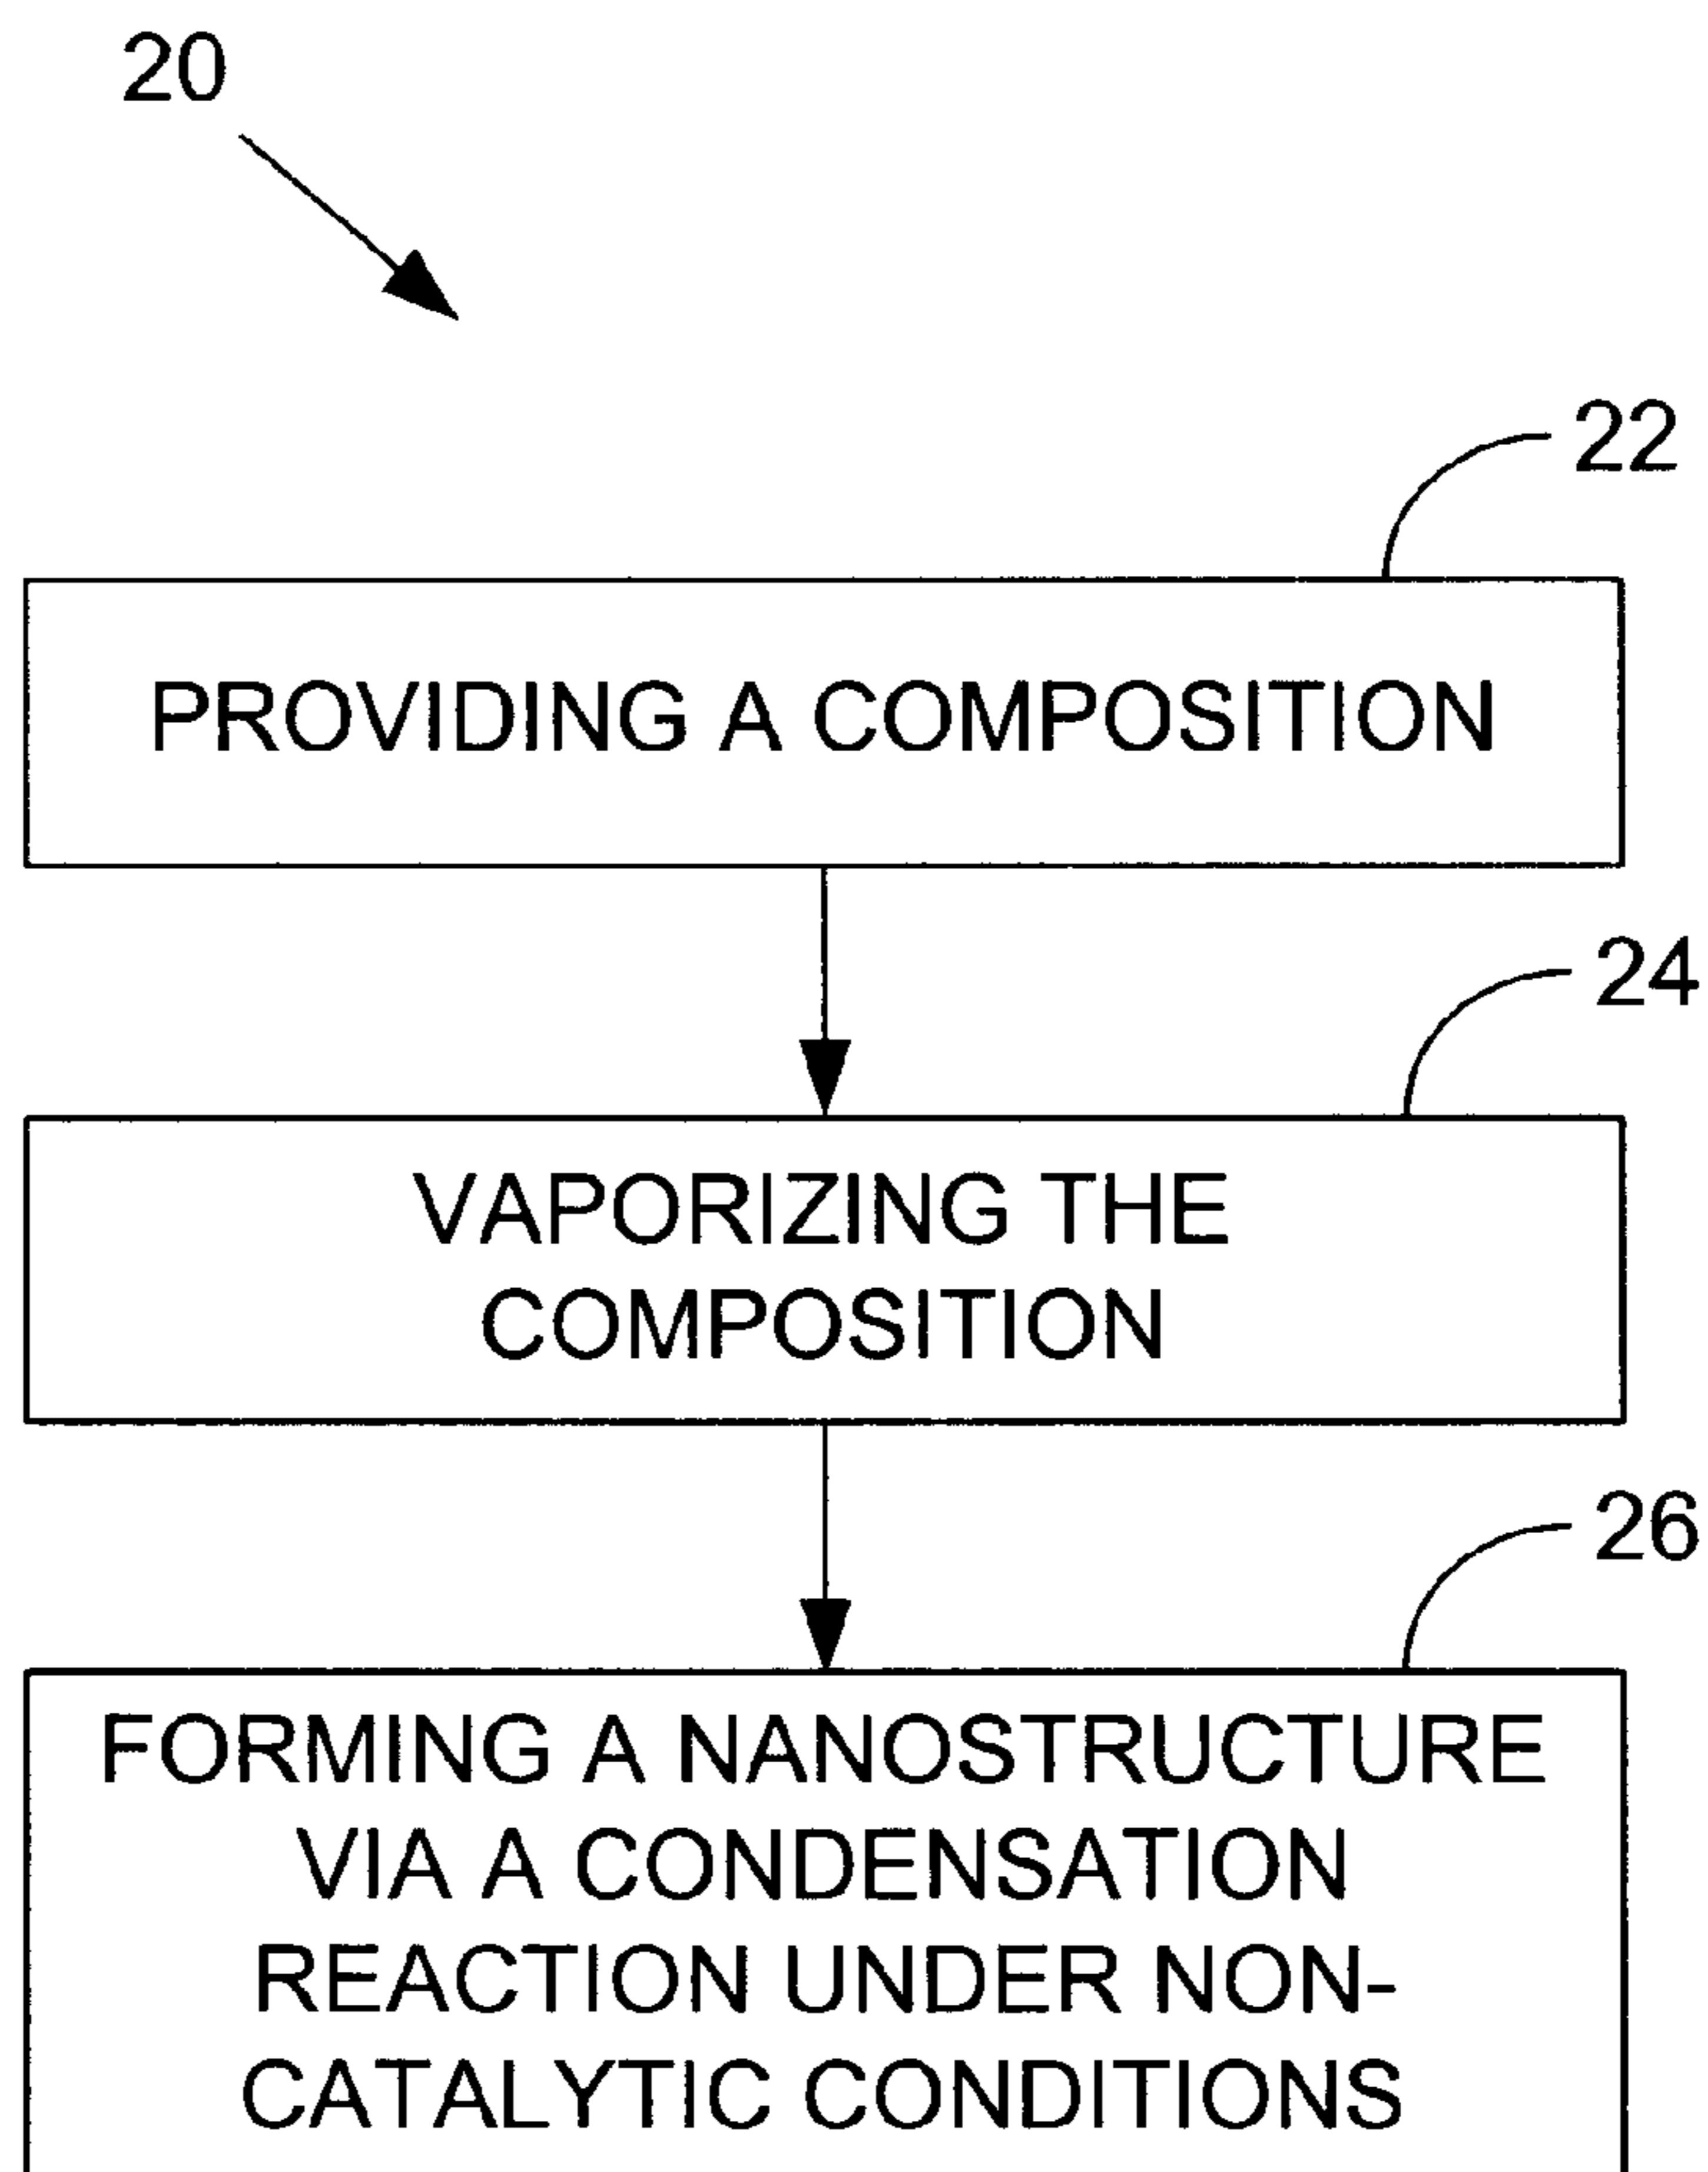 20
22
PROVIDING A COMPOSITION
24
VAPORIZING THE
COMPOSITION
26
FORMING A NANOSTRUCTURE
VIA A CONDENSATION
REACTION UNDER NON-
CATALYTIC CONDITIONS